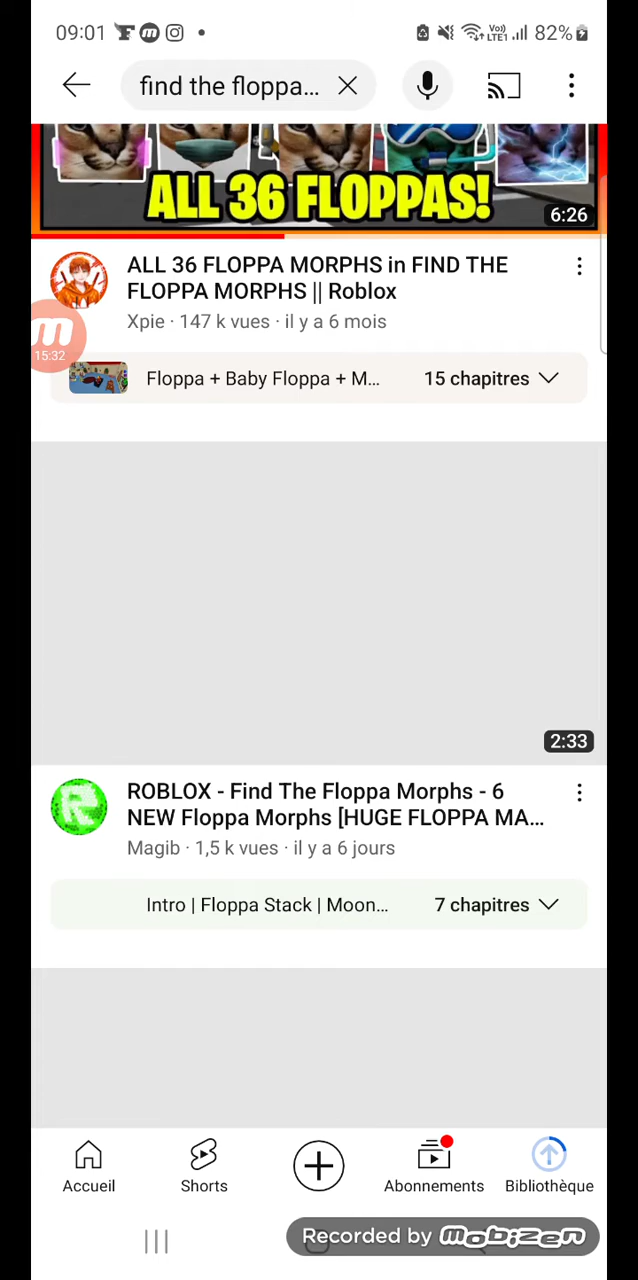 09:01 82%
find the floppa...
ALL 36 FLOPPAS!
6:26
ALL 36 FLOPPA MORPHS in FIND THE
FLOPPA MORPHS || Roblox
Xpie · 147 k vues · il y a 6 mois
m
15:32
Floppa + Baby Floppa + M... 15 chapitres
2:33
ROBLOX - Find The Floppa Morphs - 6
NEW Floppa Morphs [HUGE FLOPPA MA...
Magib · 1,5 k vues · il y a 6 jours
Intro | Floppa Stack | Moon... 7 chapitres
Accueil Shorts Abonnements Bibliothèque
Recorded by mobizen